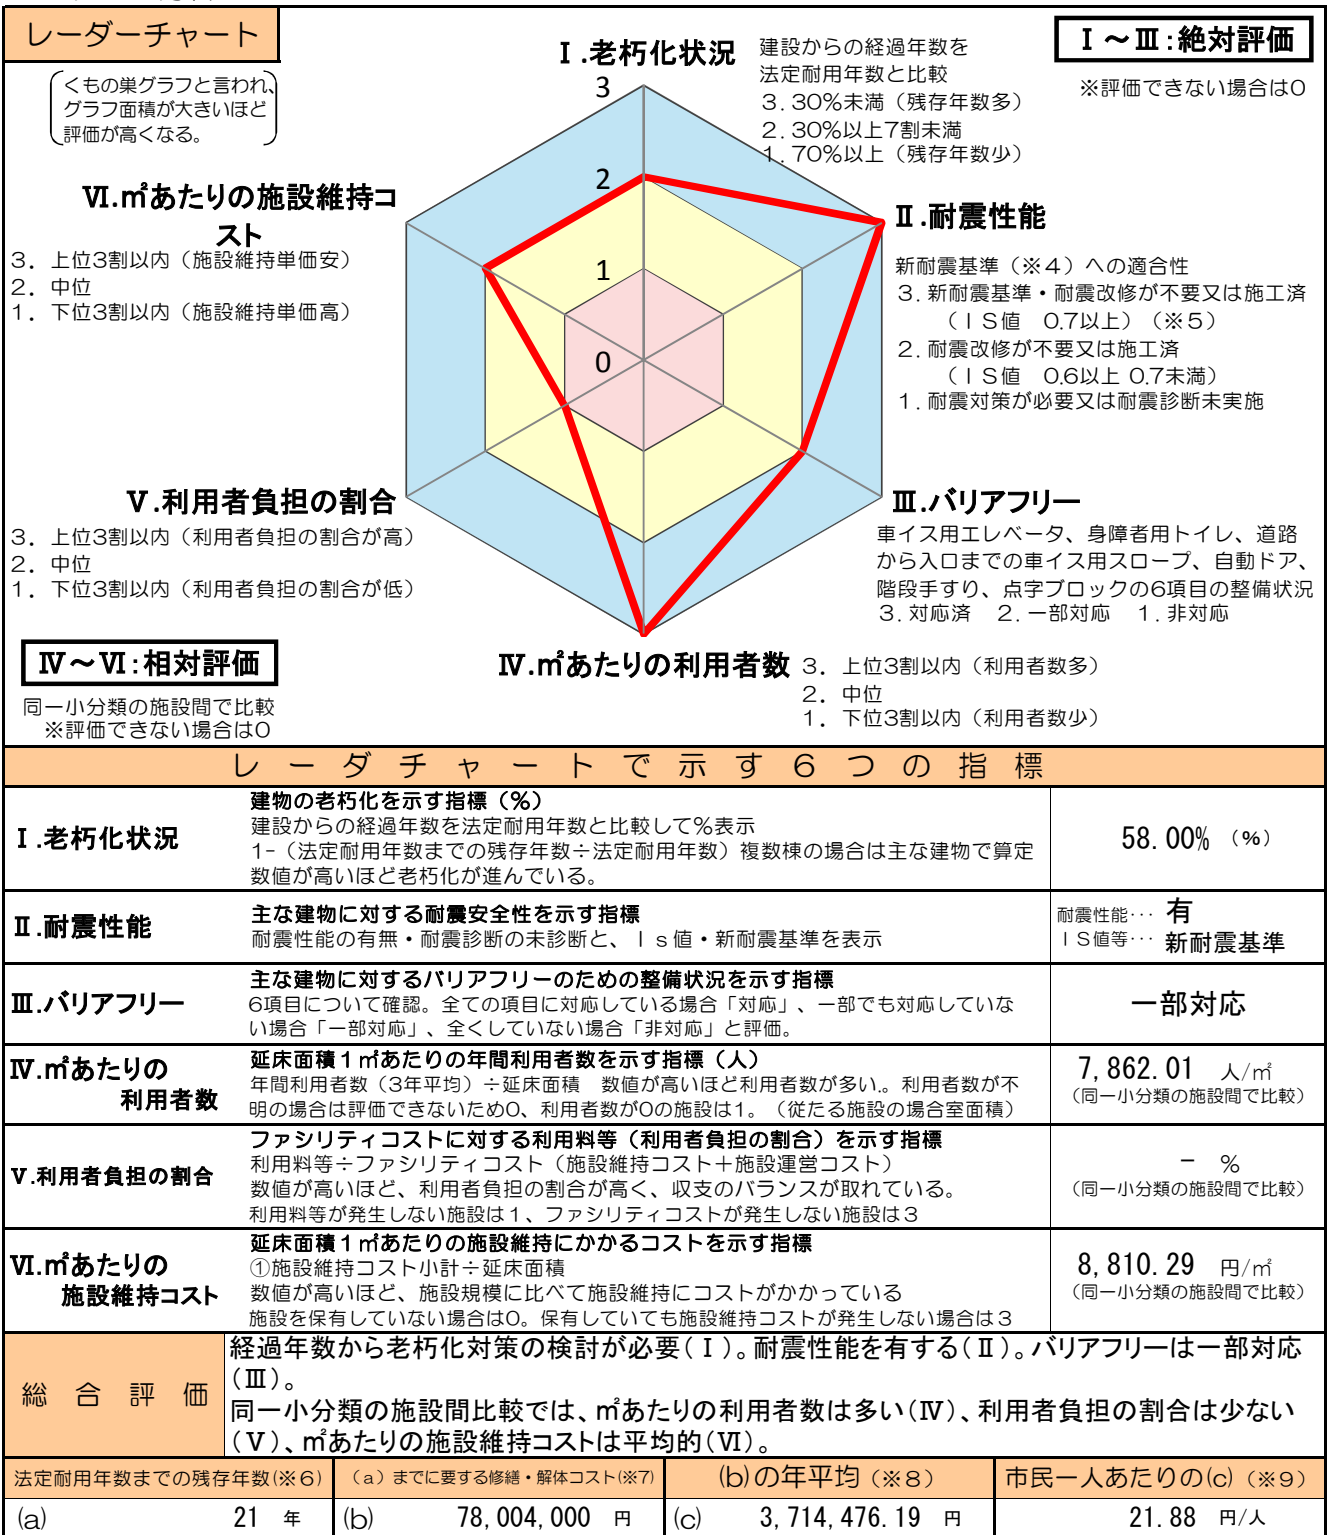 レーダーチャート
くもの巣グラフと言われ、
グラフ面積が大きいほど
評価が高くなる。
Ⅰ～Ⅲ:絶対評価
※評価できない場合は0
Ⅰ.老朽化状況
建設からの経過年数を
法定耐用年数と比較
3.30%未満（残存年数多）
2.30%以上7割未満
1.70%以上（残存年数少）
3
2
1
0
Ⅱ.耐震性能
新耐震基準（※4）への適合性
3.新耐震基準・耐震改修が不要又は施工済
（ＩＳ値　0.7以上）（※5）
2.耐震改修が不要又は施工済
（ＩＳ値　0.6以上 0.7未満）
1.耐震対策が必要又は耐震診断未実施
Ⅲ.バリアフリー
車イス用エレベータ、身障者用トイレ、道路
から入口までの車イス用スロープ、自動ドア、
階段手すり、点字ブロックの6項目の整備状況
3.対応済　2.一部対応　1.非対応
Ⅳ.㎡あたりの利用者数
3．上位3割以内（利用者数多）
2．中位
1．下位3割以内（利用者数少）
Ⅴ.利用者負担の割合
3．上位3割以内（利用者負担の割合が高）
2．中位
1．下位3割以内（利用者負担の割合が低）
Ⅵ.㎡あたりの施設維持コ
スト
3．上位3割以内（施設維持単価安）
2．中位
1．下位3割以内（施設維持単価高）
Ⅳ～Ⅵ:相対評価
同一小分類の施設間で比較
※評価できない場合は0
レーダチャートで示す6つの指標
Ⅰ.老朽化状況
建物の老朽化を示す指標（%）
建設からの経過年数を法定耐用年数と比較して%表示
1-（法定耐用年数までの残存年数÷法定耐用年数）複数棟の場合は主な建物で算定
数値が高いほど老朽化が進んでいる。
58.00% （%）
Ⅱ.耐震性能
主な建物に対する耐震安全性を示す指標
耐震性能の有無・耐震診断の未診断と、Ｉｓ値・新耐震基準を表示
耐震性能… 有
ＩＳ値等… 新耐震基準
Ⅲ.バリアフリー
主な建物に対するバリアフリーのための整備状況を示す指標
6項目について確認。全ての項目に対応している場合「対応」、一部でも対応していな
い場合「一部対応」、全くしていない場合「非対応」と評価。
一部対応
Ⅳ.㎡あたりの
利用者数
延床面積１㎡あたりの年間利用者数を示す指標（人）
年間利用者数（3年平均）÷延床面積　数値が高いほど利用者数が多い。利用者数が不
明の場合は評価できないため0、利用者数が0の施設は1。（従たる施設の場合室面積）
7,862.01 人/㎡
（同一小分類の施設間で比較）
Ⅴ.利用者負担の割合
ファシリティコストに対する利用料等（利用者負担の割合）を示す指標
利用料等÷ファシリティコスト（施設維持コスト＋施設運営コスト）
数値が高いほど、利用者負担の割合が高く、収支のバランスが取れている。
利用料等が発生しない施設は１、ファシリティコストが発生しない施設は３
－ %
（同一小分類の施設間で比較）
Ⅵ.㎡あたりの
施設維持コスト
延床面積１㎡あたりの施設維持にかかるコストを示す指標
①施設維持コスト小計÷延床面積
数値が高いほど、施設規模に比べて施設維持にコストがかかっている
施設を保有していない場合は0。保有していても施設維持コストが発生しない場合は３
8,810.29 円/㎡
（同一小分類の施設間で比較）
総合評価
経過年数から老朽化対策の検討が必要(Ⅰ)。耐震性能を有する(Ⅱ)。バリアフリーは一部対応
(Ⅲ)。
同一小分類の施設間比較では、㎡あたりの利用者数は多い(Ⅳ)、利用者負担の割合は少ない
(Ⅴ)、㎡あたりの施設維持コストは平均的(Ⅵ)。
法定耐用年数までの残存年数(※6)
（a）までに要する修繕・解体コスト(※7)
(b)の年平均（※8）
市民一人あたりの(c)（※9）
(a) 21 年
(b) 78,004,000 円
(c) 3,714,476.19 円
21.88 円/人